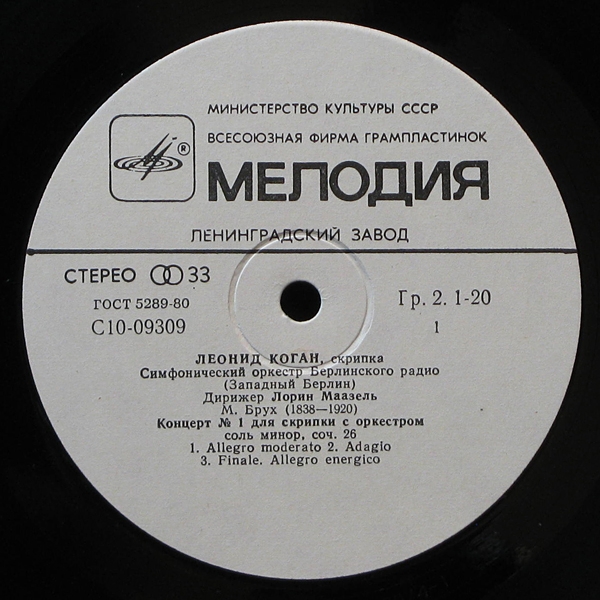 МИНИСТЕРСТВО КУЛЬТУРЫ СССР
ВСЕСОЮЗНАЯ ФИРМА ГРАМПЛАСТИНОК
®
МЕЛОДИЯ
ЛЕНИНГРАДСКИЙ ЗАВОД
СТЕРЕО 33
ГОСТ 5289-80
Гр. 2. 1-20
С10-09309
1
ЛЕОНИД КОГАН, скрипка
Симфонический оркестр Берлинского радио
(Западный Берлин)
Дирижер Лорин Маазель
М. Брух (1838—1920)
Концерт № 1 для скрипки с оркестром
соль минор, соч. 26
1. Allegro moderato 2. Adagio
3. Finale. Allegro energico